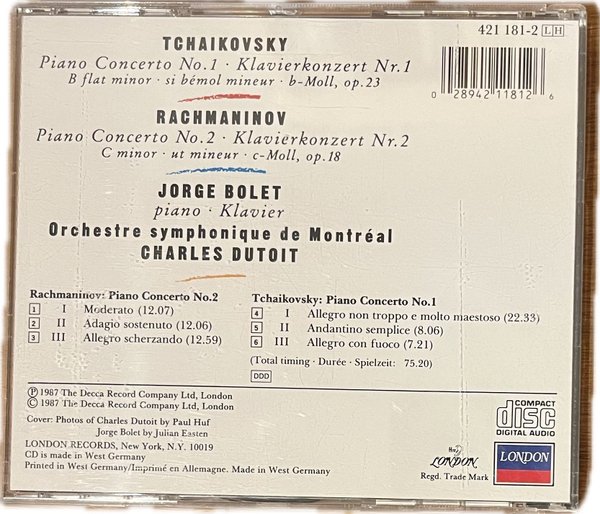 421 181-2 LH
TCHAIKOVSKY
Piano Concerto No.1 · Klavierkonzert Nr.1
B flat minor · si bémol mineur · b-Moll, op.23
0 28942 11812 6
RACHMANINOV
Piano Concerto No.2 · Klavierkonzert Nr.2
C minor · ut mineur · c-Moll, op.18
JORGE BOLET
piano · Klavier
Orchestre symphonique de Montréal
CHARLES DUTOIT
Rachmaninov: Piano Concerto No.2
1 I Moderato (12.07)
2 II Adagio sostenuto (12.06)
3 III Allegro scherzando (12.59)
Tchaikovsky: Piano Concerto No.1
4 I Allegro non troppo e molto maestoso (22.33)
5 II Andantino semplice (8.06)
6 III Allegro con fuoco (7.21)
(Total timing · Durée · Spielzeit: 75.20)
DDD
℗ 1987 The Decca Record Company Ltd, London
© 1987 The Decca Record Company Ltd, London
Cover: Photos of Charles Dutoit by Paul Huf
Jorge Bolet by Julian Easten
LONDON RECORDS, New York, N.Y. 10019
CD is made in West Germany
Printed in West Germany/Imprimé en Allemagne. Made in West Germany
LONDON
Regd. Trade Mark
COMPACT
disc
DIGITAL AUDIO
LONDON